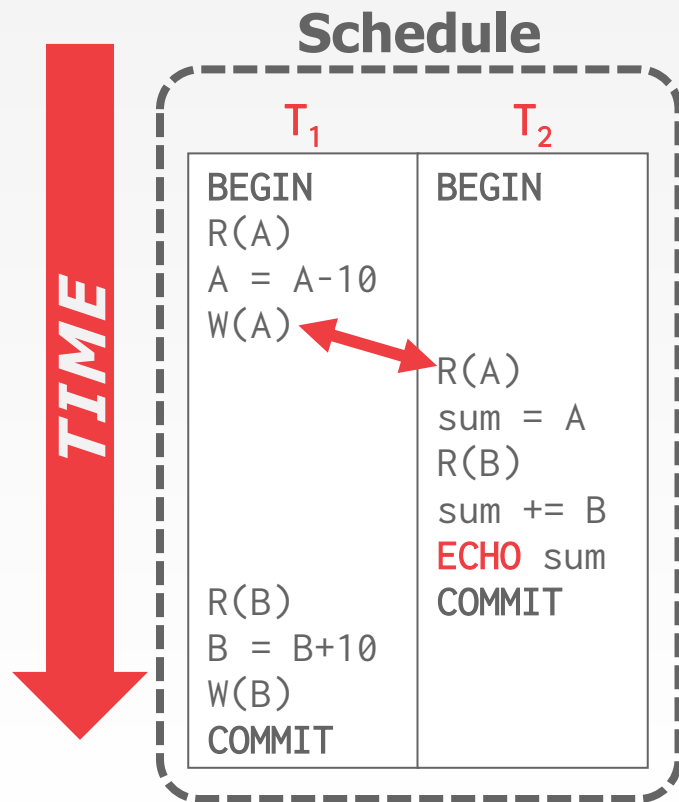 Schedule
TIME
T₁ T₂
BEGIN BEGIN
R(A)
A = A-10
W(A)
R(A)
sum = A
R(B)
sum += B
ECHO sum
R(B) COMMIT
B = B+10
W(B)
COMMIT